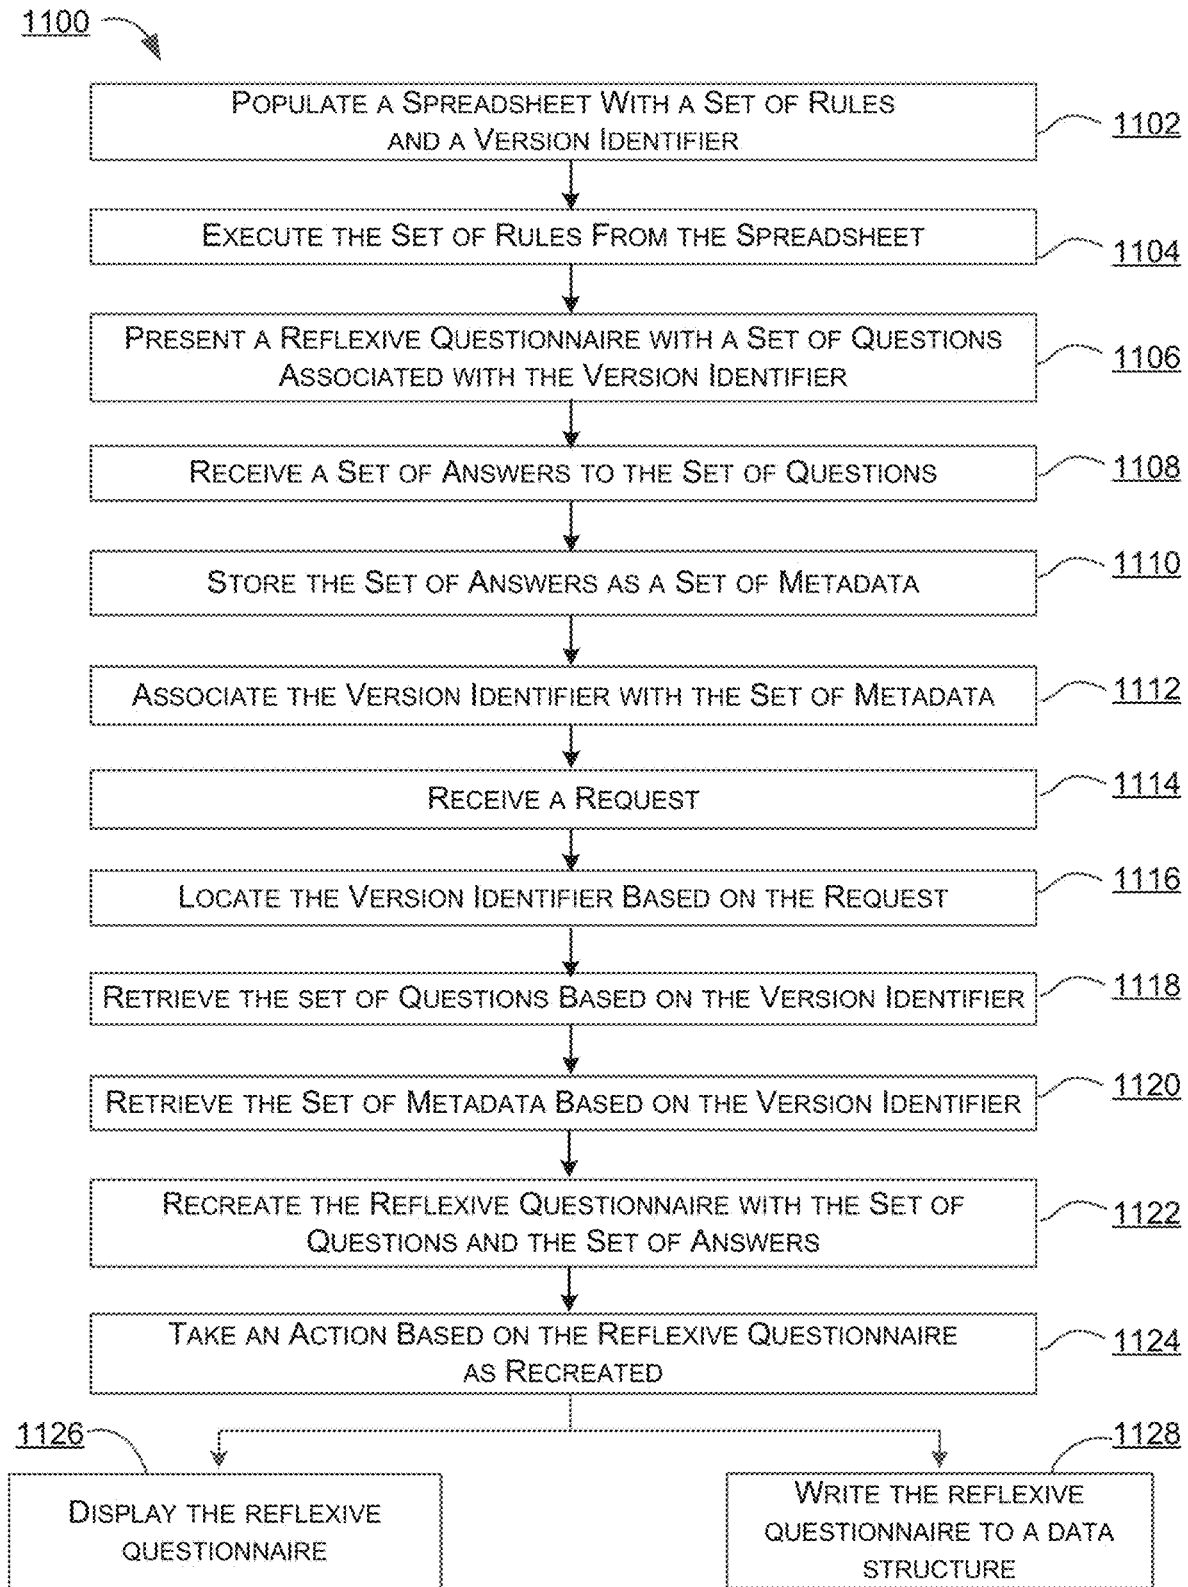 1100
POPULATE A SPREADSHEET WITH A SET OF RULES
AND A VERSION IDENTIFIER
1102
EXECUTE THE SET OF RULES FROM THE SPREADSHEET
1104
PRESENT A REFLEXIVE QUESTIONNAIRE WITH A SET OF QUESTIONS
ASSOCIATED WITH THE VERSION IDENTIFIER
1106
RECEIVE A SET OF ANSWERS TO THE SET OF QUESTIONS
1108
STORE THE SET OF ANSWERS AS A SET OF METADATA
1110
ASSOCIATE THE VERSION IDENTIFIER WITH THE SET OF METADATA
1112
RECEIVE A REQUEST
1114
LOCATE THE VERSION IDENTIFIER BASED ON THE REQUEST
1116
RETRIEVE THE SET OF QUESTIONS BASED ON THE VERSION IDENTIFIER
1118
RETRIEVE THE SET OF METADATA BASED ON THE VERSION IDENTIFIER
1120
RECREATE THE REFLEXIVE QUESTIONNAIRE WITH THE SET OF
QUESTIONS AND THE SET OF ANSWERS
1122
TAKE AN ACTION BASED ON THE REFLEXIVE QUESTIONNAIRE
AS RECREATED
1124
1126
DISPLAY THE REFLEXIVE
QUESTIONNAIRE
1128
WRITE THE REFLEXIVE
QUESTIONNAIRE TO A DATA
STRUCTURE